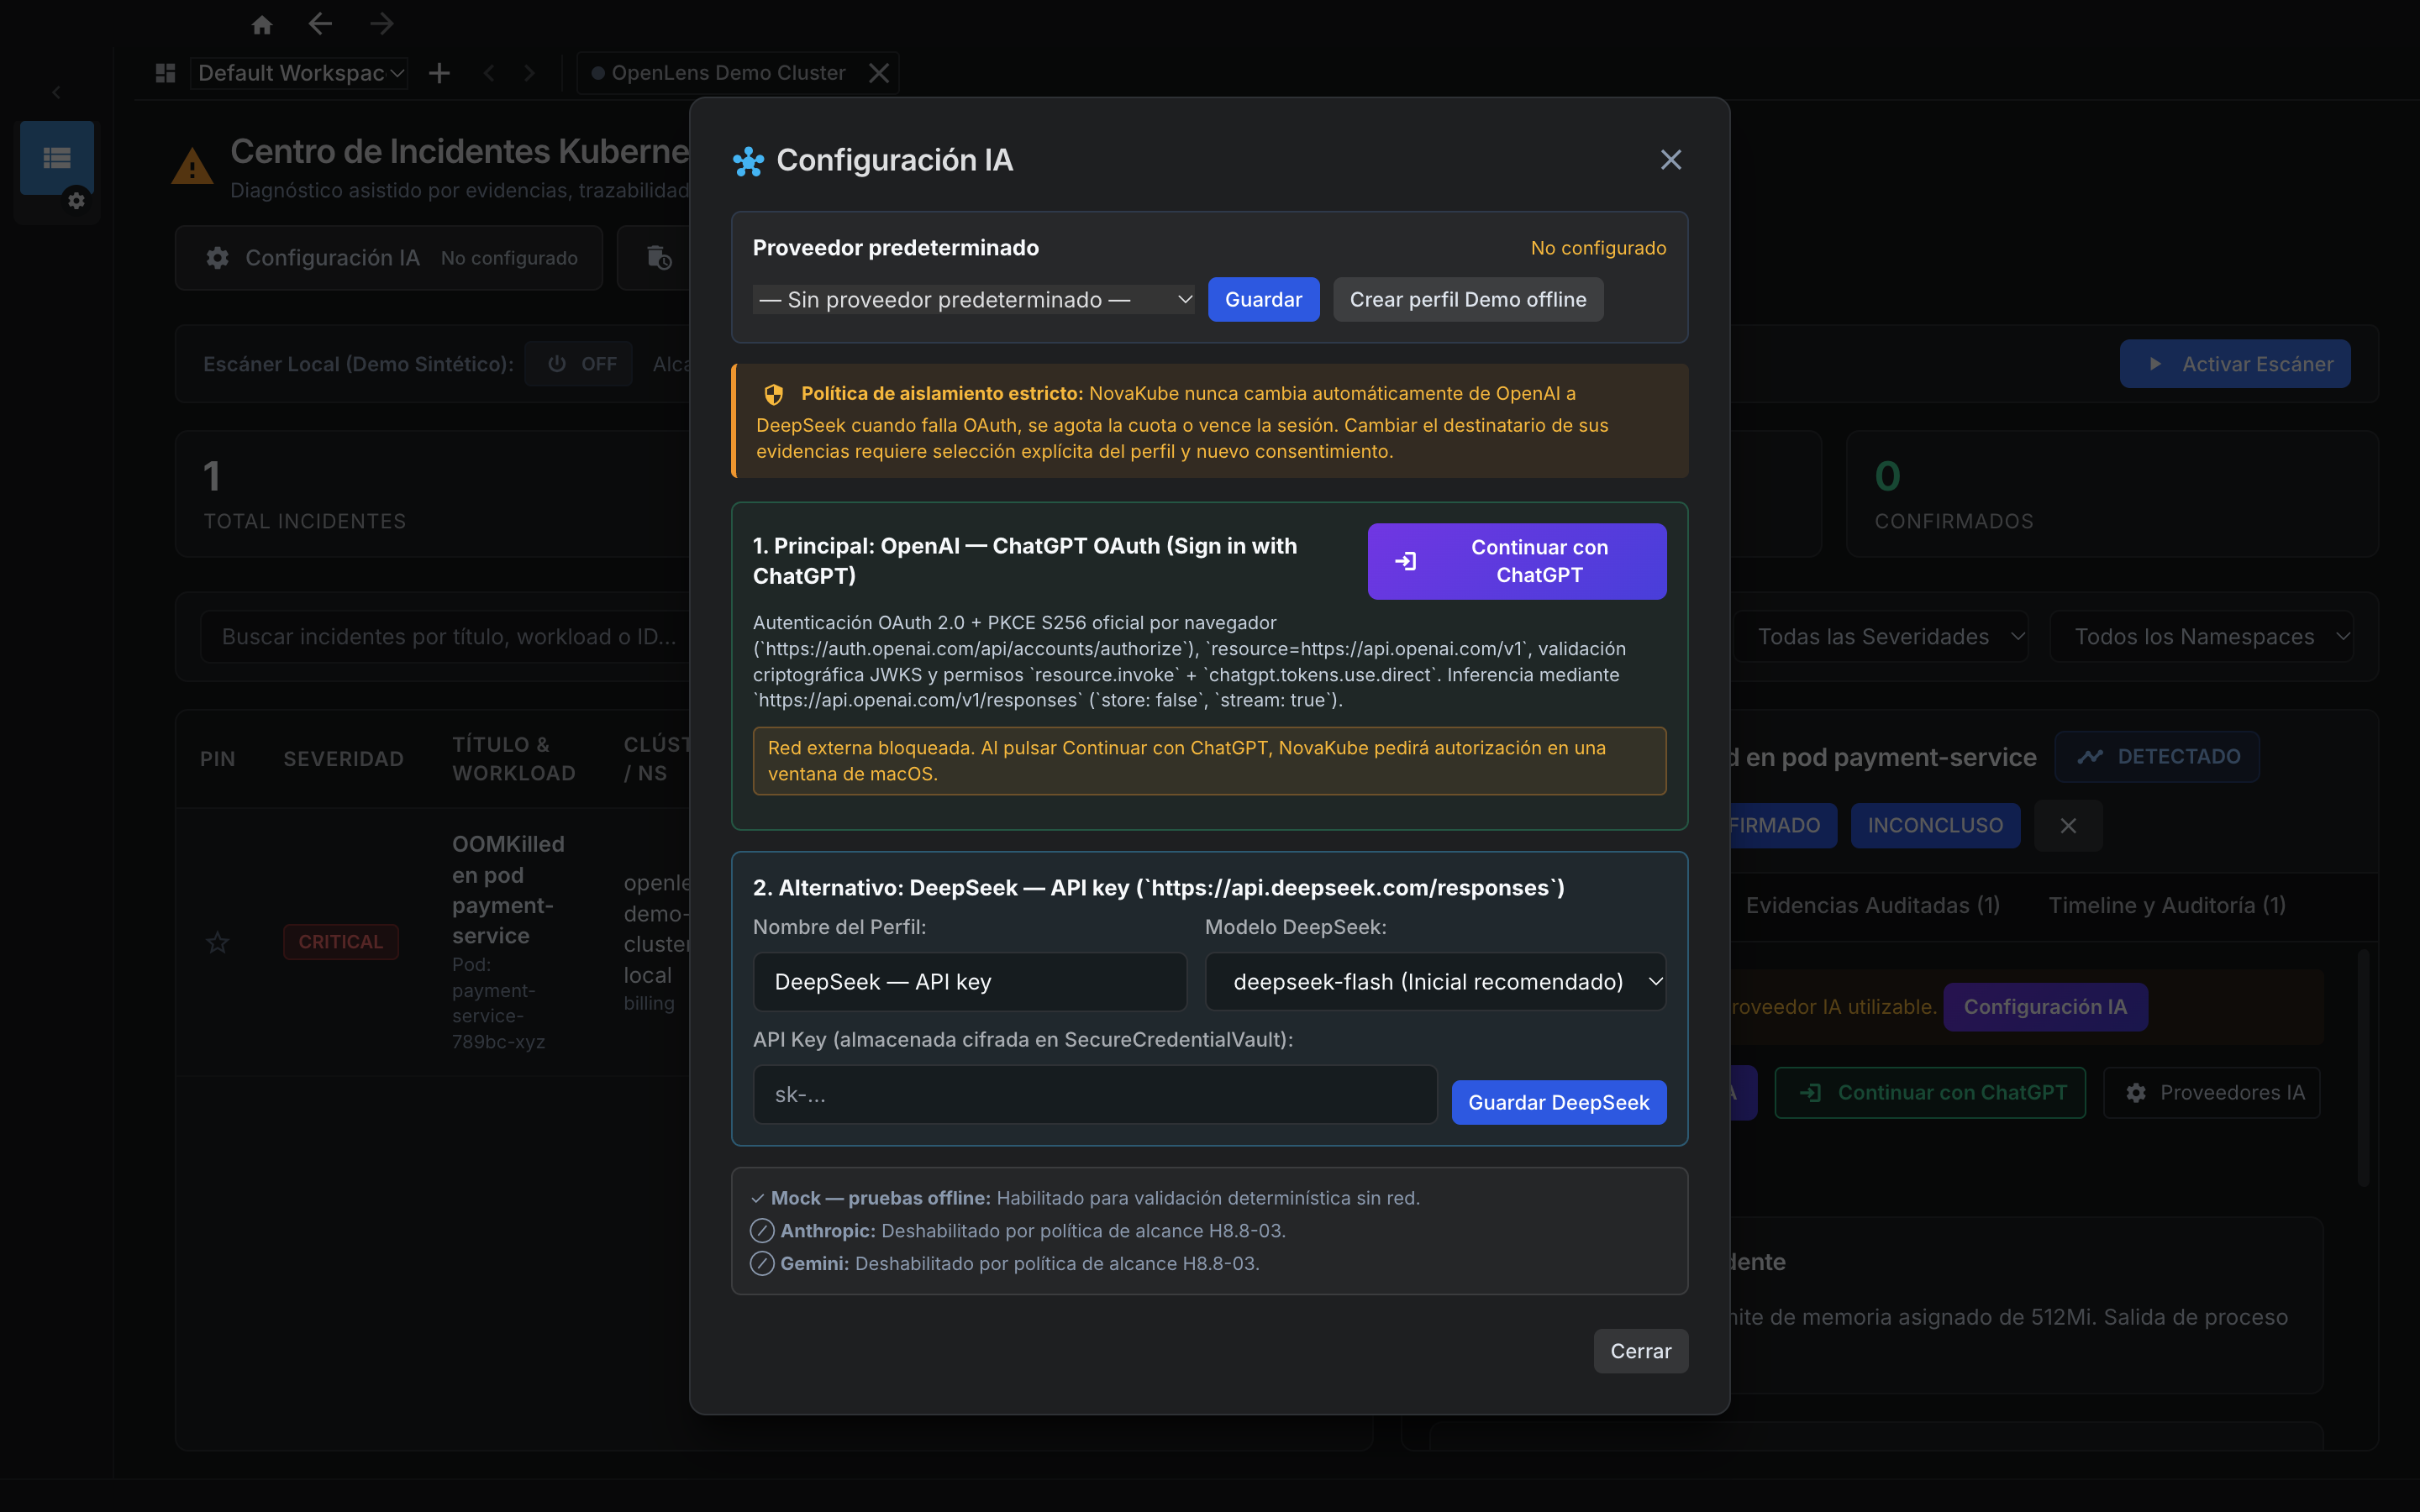 Default Workspac
OpenLens Demo Cluster
Centro de Incidentes Kuberne
Diagnóstico asistido por evidencias, trazabilidad
Configuración IA No configurado
Escáner Local (Demo Sintético): OFF Alca
Activar Escáner
1
TOTAL INCIDENTES
0
CONFIRMADOS
Buscar incidentes por título, workload o ID...
Todas las Severidades
Todos los Namespaces
PIN SEVERIDAD TÍTULO & WORKLOAD CLÚST / NS
CRITICAL
OOMKilled
en pod
payment-
service
Pod:
payment-
service-
789bc-xyz
openle
demo-
cluster
local
billing
Configuración IA
Proveedor predeterminado No configurado
— Sin proveedor predeterminado — Guardar Crear perfil Demo offline
Política de aislamiento estricto: NovaKube nunca cambia automáticamente de OpenAI a
DeepSeek cuando falla OAuth, se agota la cuota o vence la sesión. Cambiar el destinatario de sus
evidencias requiere selección explícita del perfil y nuevo consentimiento.
1. Principal: OpenAI — ChatGPT OAuth (Sign in with
ChatGPT)
Continuar con
ChatGPT
Autenticación OAuth 2.0 + PKCE S256 oficial por navegador
(`https://auth.openai.com/api/accounts/authorize`), `resource=https://api.openai.com/v1`, validación
criptográfica JWKS y permisos `resource.invoke` + `chatgpt.tokens.use.direct`. Inferencia mediante
`https://api.openai.com/v1/responses` (`store: false`, `stream: true`).
Red externa bloqueada. Al pulsar Continuar con ChatGPT, NovaKube pedirá autorización en una
ventana de macOS.
2. Alternativo: DeepSeek — API key (`https://api.deepseek.com/responses`)
Nombre del Perfil: Modelo DeepSeek:
DeepSeek — API key deepseek-flash (Inicial recomendado)
API Key (almacenada cifrada en SecureCredentialVault):
sk-... Guardar DeepSeek
Mock — pruebas offline: Habilitado para validación determinística sin red.
Anthropic: Deshabilitado por política de alcance H8.8-03.
Gemini: Deshabilitado por política de alcance H8.8-03.
Cerrar
d en pod payment-service DETECTADO
FIRMADO INCONCLUSO
Evidencias Auditadas (1) Timeline y Auditoría (1)
roveedor IA utilizable. Configuración IA
A Continuar con ChatGPT Proveedores IA
dente
nite de memoria asignado de 512Mi. Salida de proceso